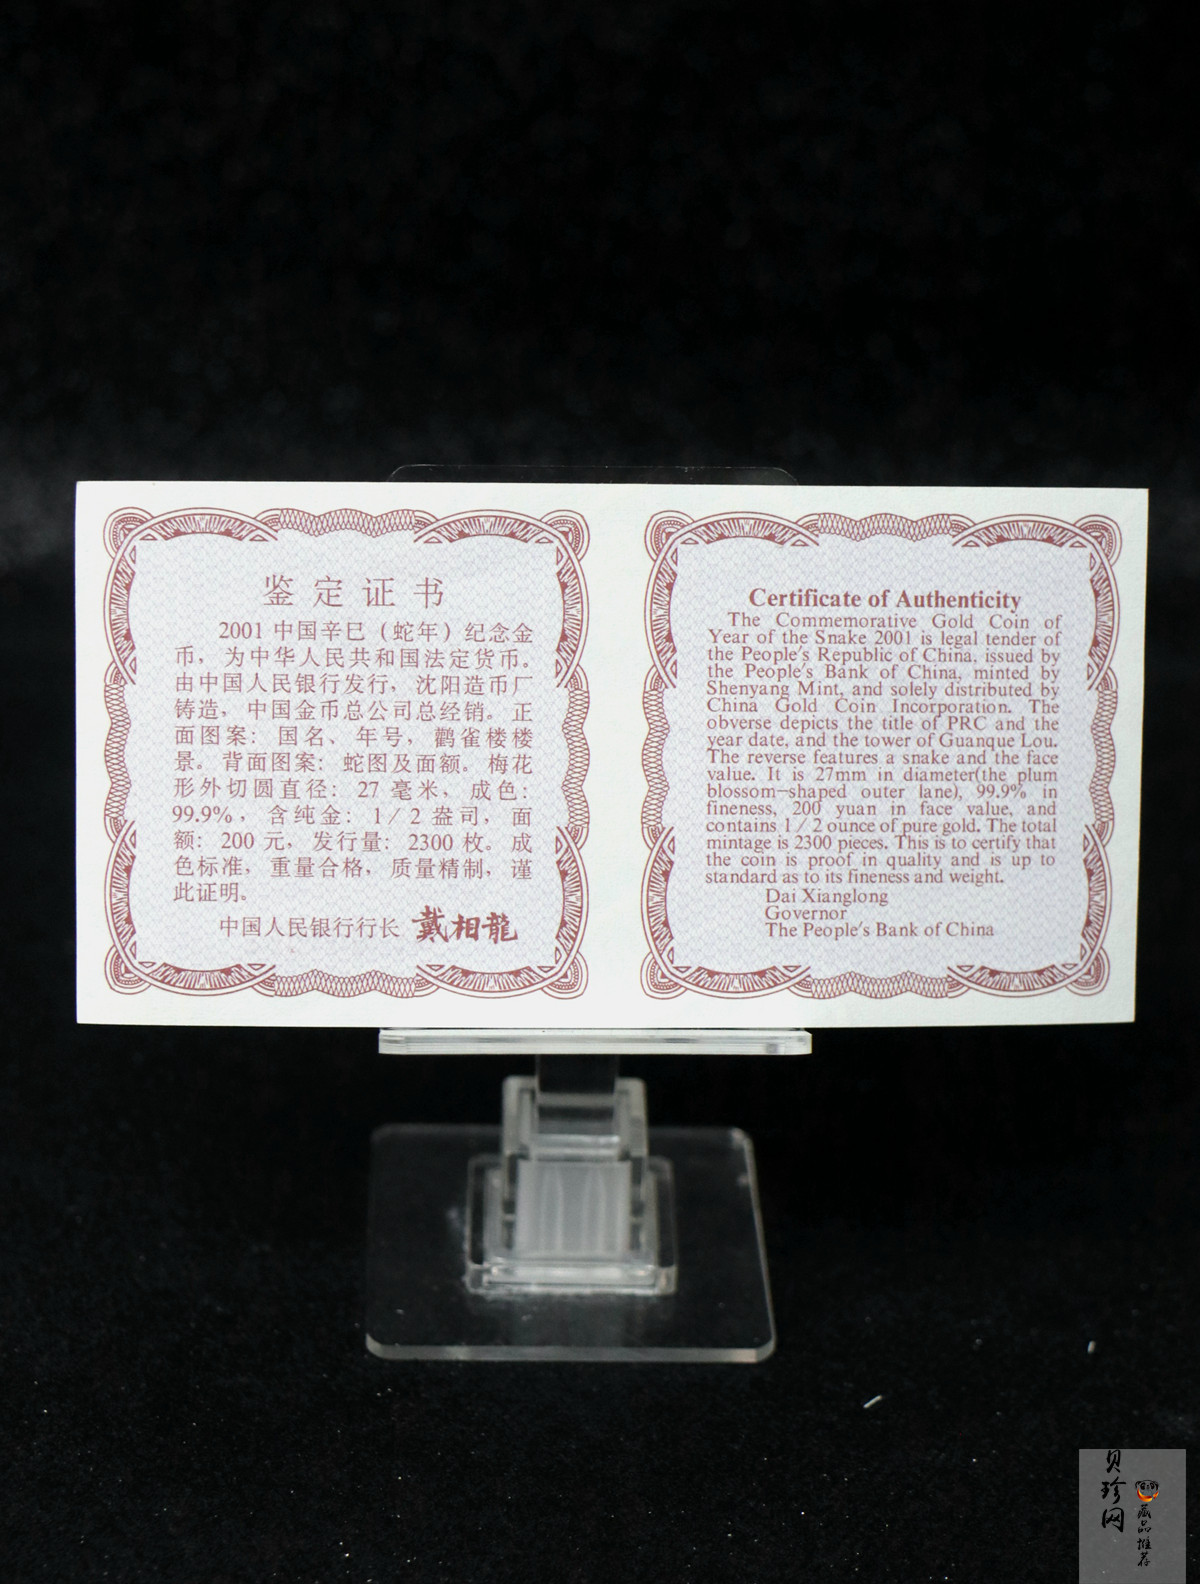 鉴定证书
2001 中国辛巳（蛇年）纪念金
币，为中华人民共和国法定货币。
由中国人民银行发行，沈阳造币厂
铸造，中国金币总公司总经销。正
面图案：国名、年号，鹳雀楼楼
景。背面图案：蛇图及面额。梅花
形外切圆直径：27 毫米，成色：
99.9%，含纯金：1/2 盎司，面
额：200 元，发行量：2300 枚。成
色标准，重量合格，质量精制，谨
此证明。
中国人民银行行长 戴相龍
Certificate of Authenticity
The Commemorative Gold Coin of
Year of the Snake 2001 is legal tender of
the People's Republic of China, issued by
the People's Bank of China, minted by
Shenyang Mint, and solely distributed by
China Gold Coin Incorporation. The
obverse depicts the title of PRC and the
year date, and the tower of Guanque Lou.
The reverse features a snake and the face
value. It is 27mm in diameter(the plum
blossom-shaped outer lane), 99.9% in
fineness, 200 yuan in face value, and
contains 1/2 ounce of pure gold. The total
mintage is 2300 pieces. This is to certify that
the coin is proof in quality and is up to
standard as to its fineness and weight.
Dai Xianglong
Governor
The People's Bank of China
贝珍网
藏品推荐